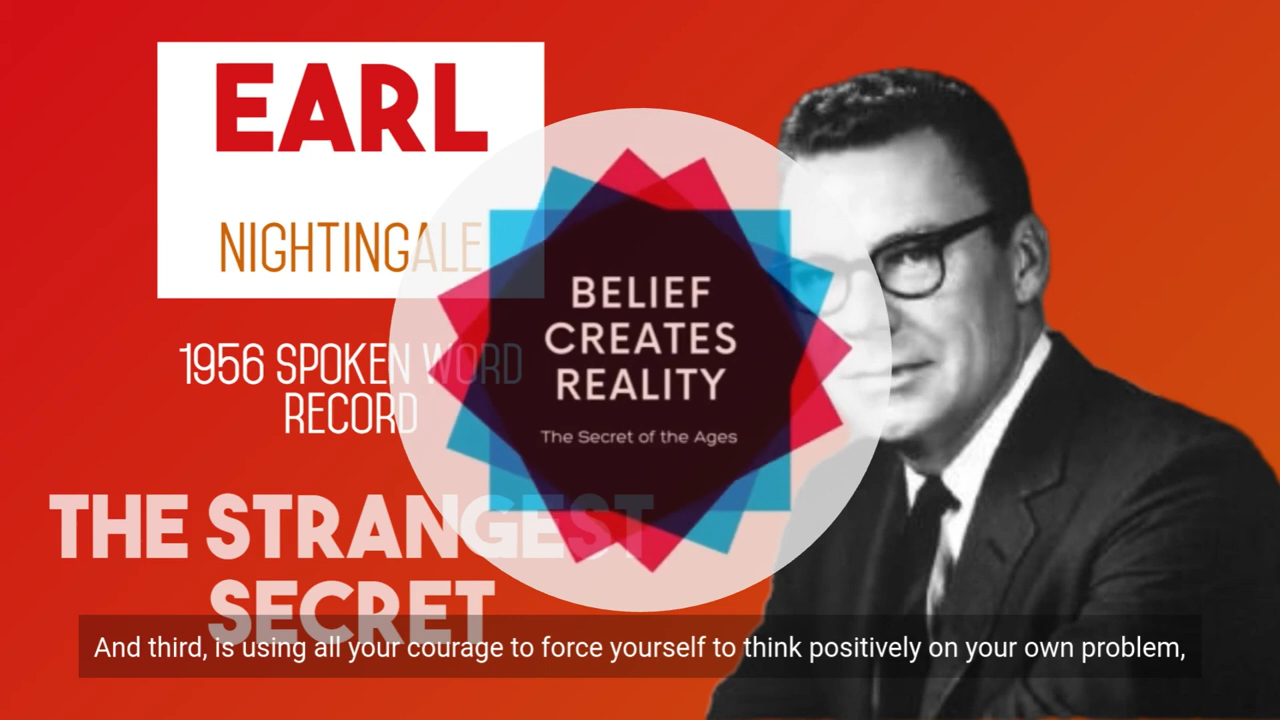 EARL
NIGHTINGALE
1956 SPOKEN WORD
RECORD
THE STRANGEST
SECRET
BELIEF
CREATES
REALITY
The Secret of the Ages
And third, is using all your courage to force yourself to think positively on your own problem,